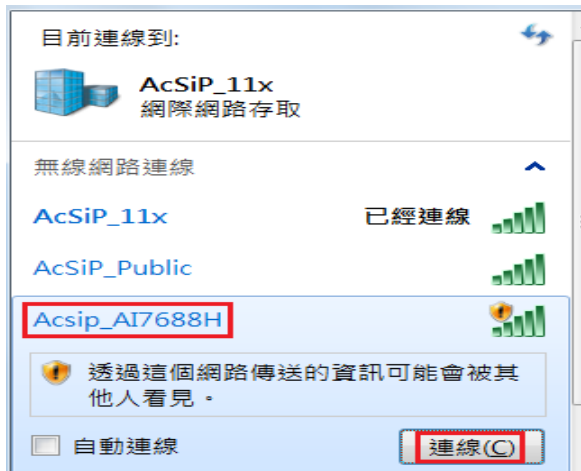 目前連線到:
AcSiP_11x
網際網路存取
無線網路連線
AcSiP_11x 已經連線
AcSiP_Public
Acsip_AI7688H
透過這個網路傳送的資訊可能會被其
他人看見。
自動連線 連線(C)